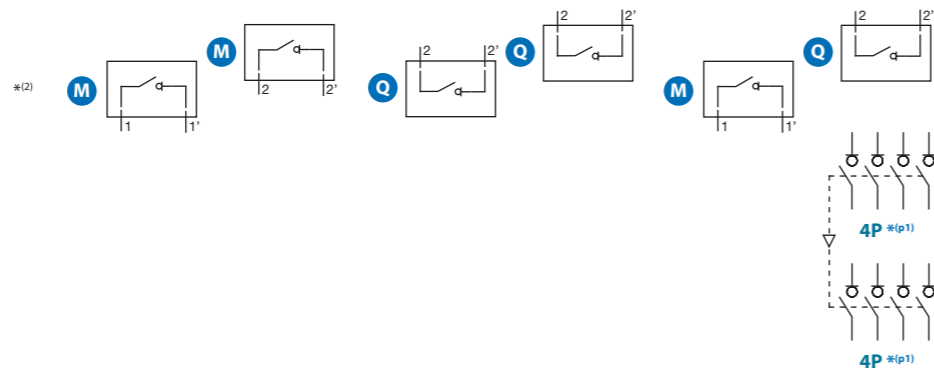 2 2' 2 2'
2 2'
M Q Q
*(2) M Q M
2 2'
1 1' 1 1'
4P *(p1)
4P *(p1)